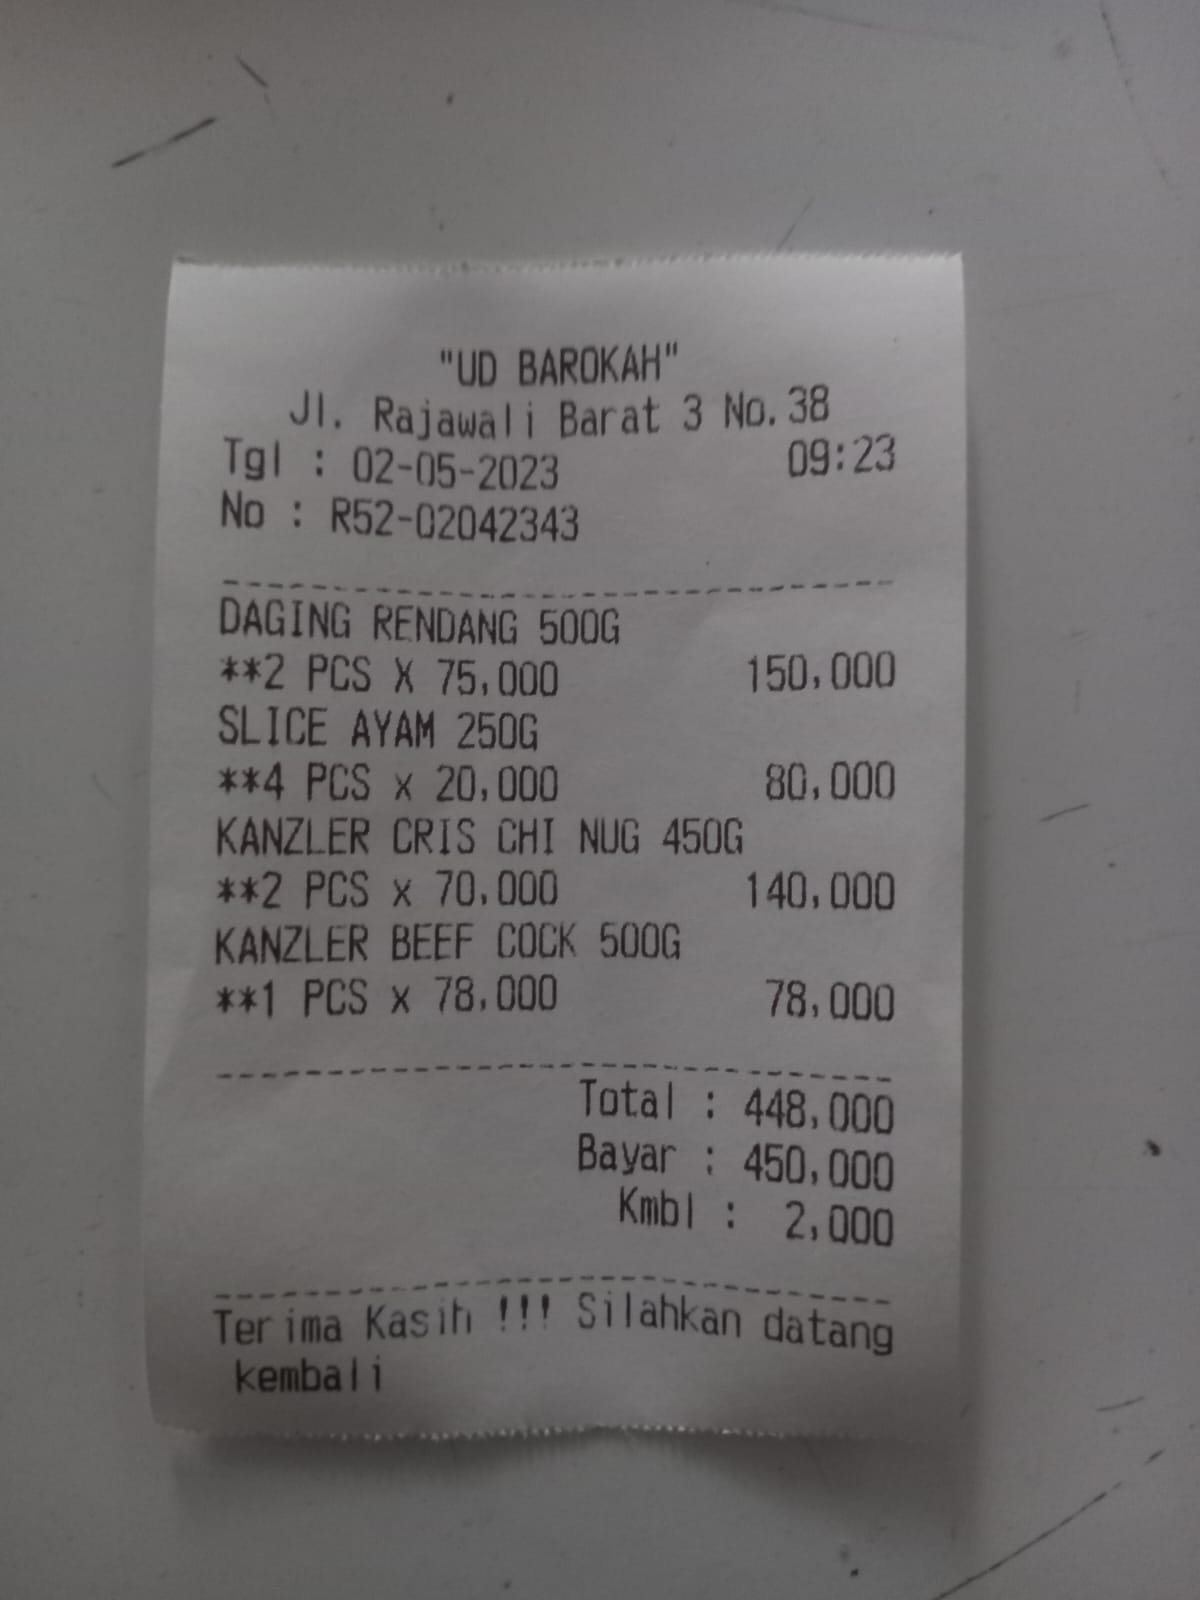 "UD BAROKAH"
Jl. Rajawali Barat 3 No.38
Tgl : 02-05-2023 09:23
No : R52-02042343
DAGING RENDANG 500G
**2 PCS X 75,000 150,000
SLICE AYAM 250G
**4 PCS x 20,000 80,000
KANZLER CRIS CHI NUG 450G
**2 PCS x 70,000 140,000
KANZLER BEEF COCK 500G
**1 PCS x 78,000 78,000
Total : 448,000
Bayar : 450,000
Kmbl : 2,000
Terima Kasih !!! Silahkan datang
kembali